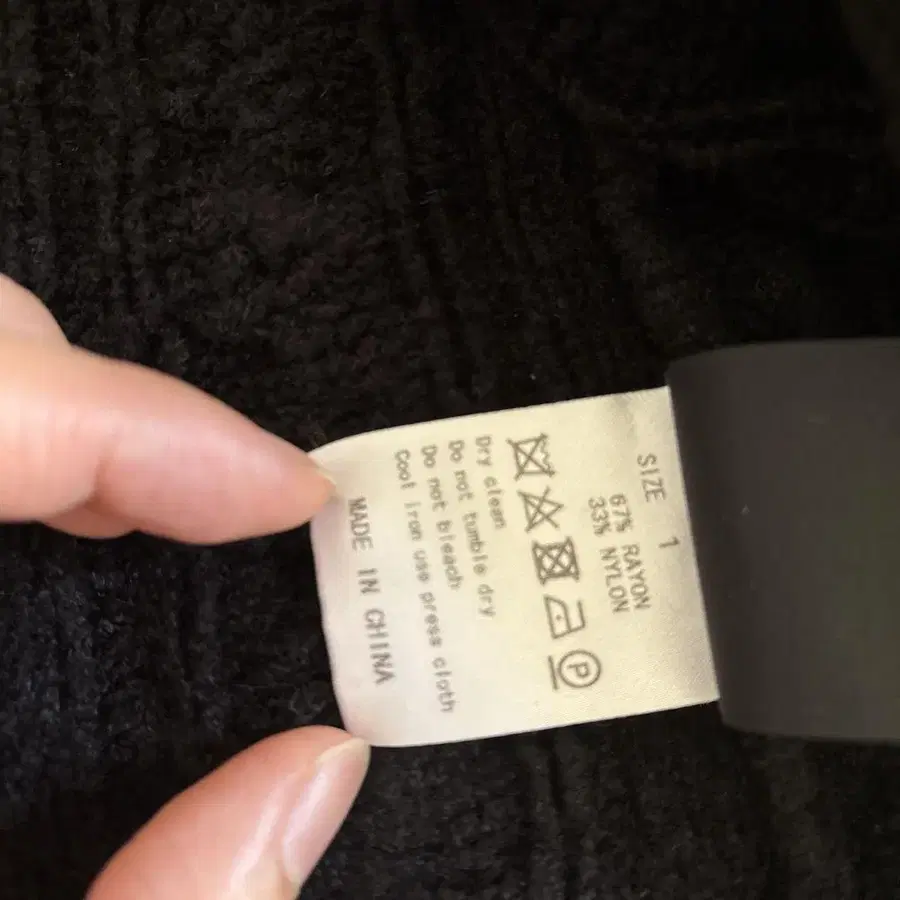 SIZE 1
67% RAYON
33% NYLON
P
Dry clean
Do not tumble dry
Do not bleach
Cool iron use press cloth
MADE IN CHINA